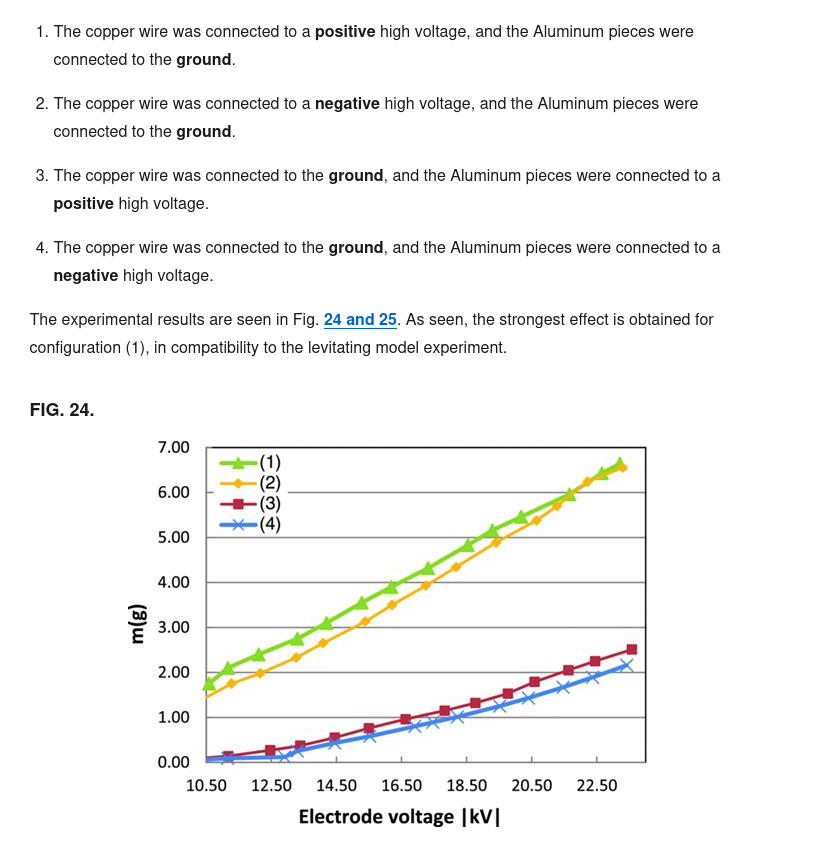 1. The copper wire was connected to a positive high voltage, and the Aluminum pieces were
connected to the ground.
2. The copper wire was connected to a negative high voltage, and the Aluminum pieces were
connected to the ground.
3. The copper wire was connected to the ground, and the Aluminum pieces were connected to a
positive high voltage.
4. The copper wire was connected to the ground, and the Aluminum pieces were connected to a
negative high voltage.
The experimental results are seen in Fig. 24 and 25. As seen, the strongest effect is obtained for
configuration (1), in compatibility to the levitating model experiment.
FIG. 24.
7.00
(1)
(2)
6.00
(3)
(4)
5.00
4.00
m(g)
3.00
2.00
1.00
0.00
10.50 12.50 14.50 16.50 18.50 20.50 22.50
Electrode voltage |kV|